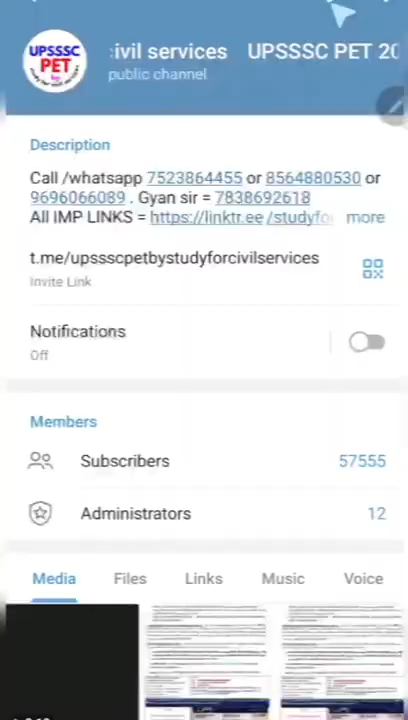 UPSSSC
PET
by
ivil services UPSSSC PET 20
public channel
Description
Call /whatsapp 7523864455 or 8564880530 or
9696066089 . Gyan sir = 7838692618
All IMP LINKS = https://linktr.ee /studyfo more
t.me/upssscpetbystudyforcivilservices
Invite Link
Notifications
Off
Members
Subscribers 57555
Administrators 12
Media Files Links Music Voice